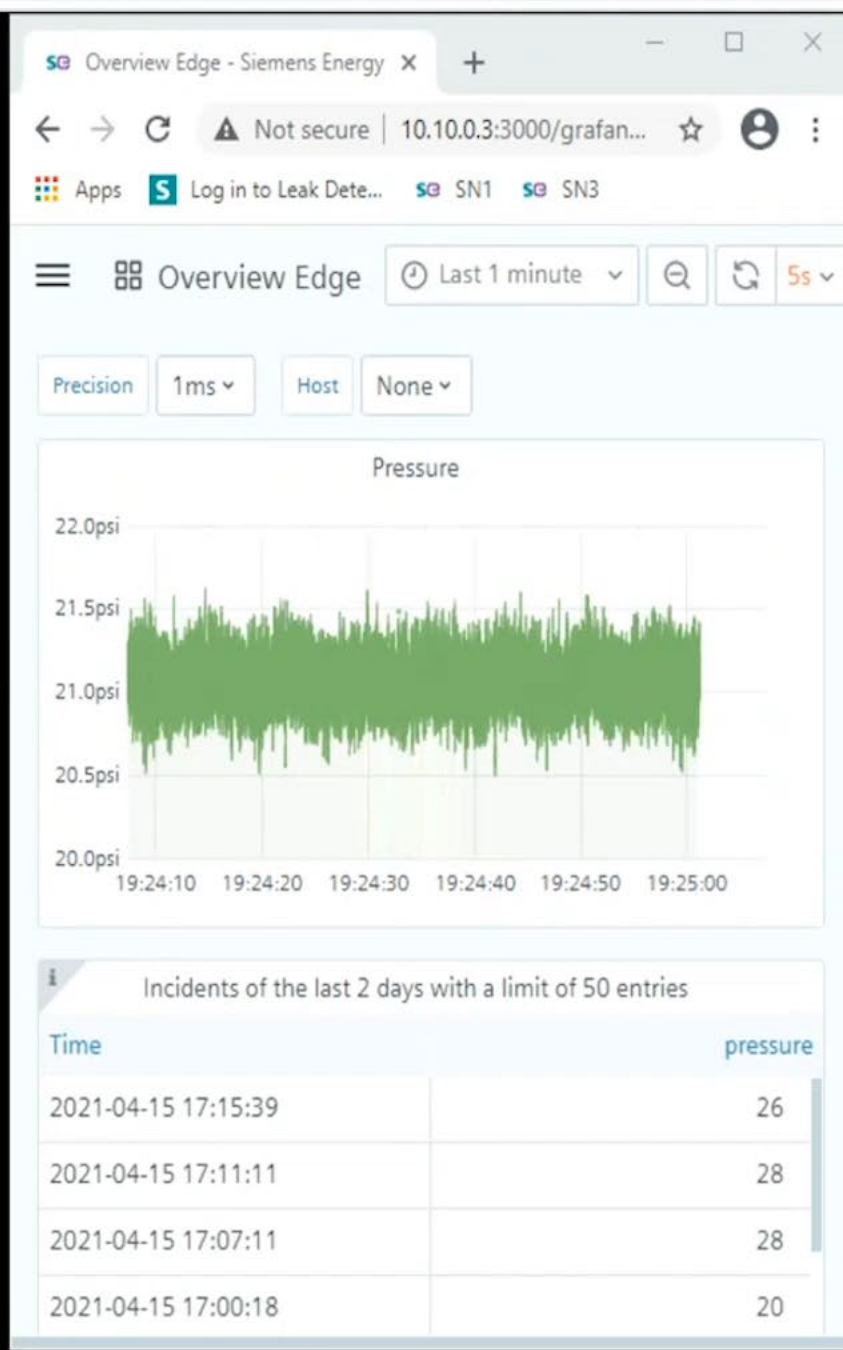 SE Overview Edge - Siemens Energy
Not secure | 10.10.0.3:3000/grafan...
Apps S Log in to Leak Dete... SE SN1 SE SN3
Overview Edge Last 1 minute 5s
Precision 1ms Host None
Pressure
22.0psi
21.5psi
21.0psi
20.5psi
20.0psi
19:24:10 19:24:20 19:24:30 19:24:40 19:24:50 19:25:00
i
Incidents of the last 2 days with a limit of 50 entries
Time pressure
2021-04-15 17:15:39 26
2021-04-15 17:11:11 28
2021-04-15 17:07:11 28
2021-04-15 17:00:18 20